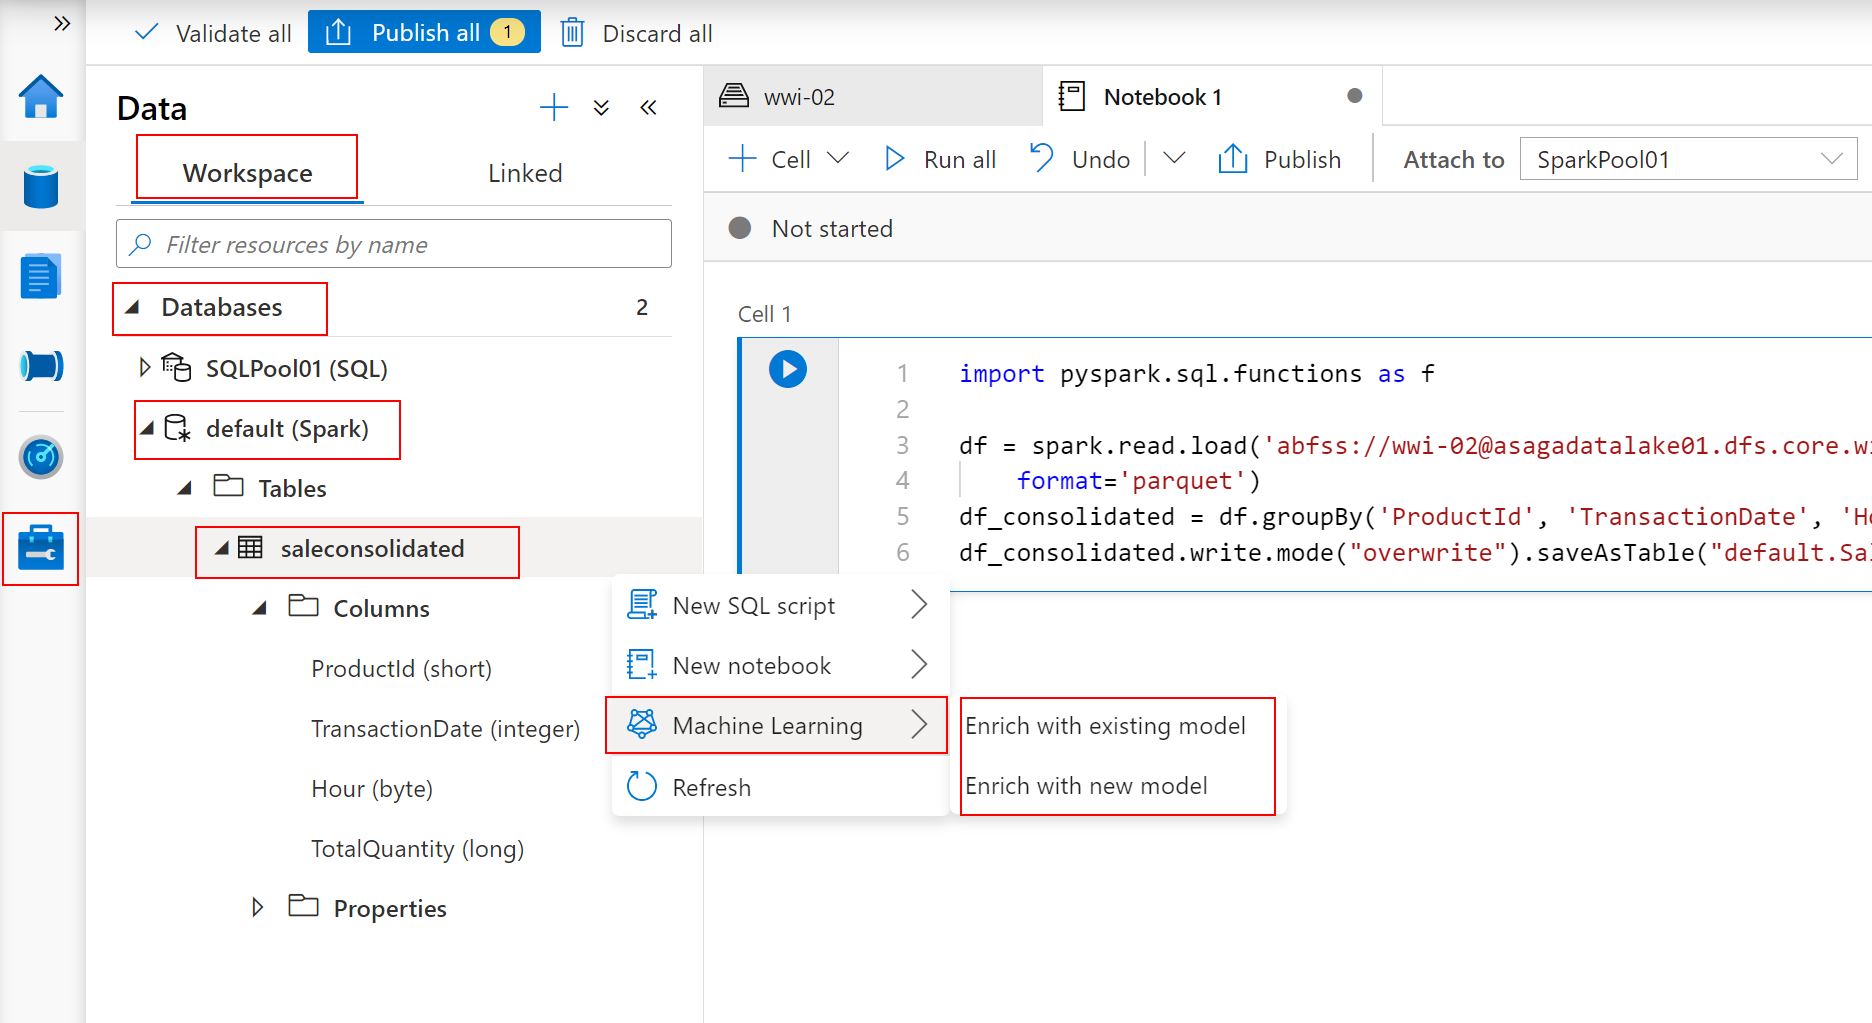 Validate all
Publish all 1
Discard all
Data
Workspace
Linked
Filter resources by name
Databases 2
SQLPool01 (SQL)
default (Spark)
Tables
saleconsolidated
Columns
ProductId (short)
TransactionDate (integer)
Hour (byte)
TotalQuantity (long)
Properties
New SQL script
New notebook
Machine Learning
Refresh
Enrich with existing model
Enrich with new model
wwi-02
Notebook 1
Cell
Run all
Undo
Publish
Attach to
SparkPool01
Not started
Cell 1
1 import pyspark.sql.functions as f
2
3 df = spark.read.load('abfss://wwi-02@asagadatalake01.dfs.core.wi
4 format='parquet')
5 df_consolidated = df.groupBy('ProductId', 'TransactionDate', 'Ho
6 df_consolidated.write.mode("overwrite").saveAsTable("default.Sal